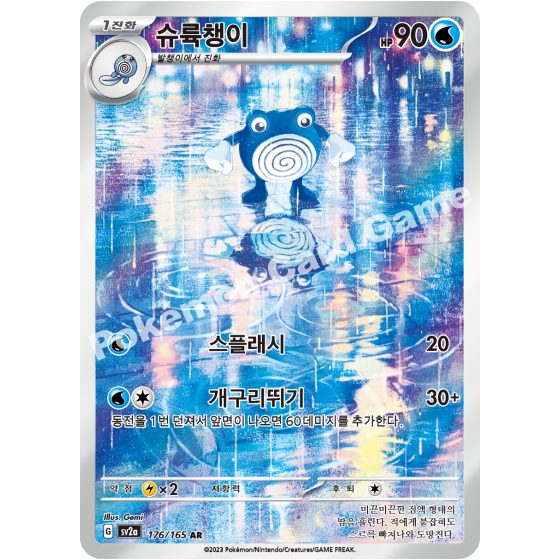 1진화
슈륙챙이
HP 90
발챙이에서 진화
Pokémon Card Game
스플래시 20
개구리뛰기 30+
동전을 1번 던져서 앞면이 나오면 60데미지를 추가한다.
약점 ×2 저항력 후퇴
Illus. Gemi
G sv2a 176/165 AR
미끈미끈한 점액 형태의
땀을 흘린다. 적에게 붙잡혀도
스르륵 빠져나와 도망친다.
©2023 Pokémon/Nintendo/Creatures/GAME FREAK.